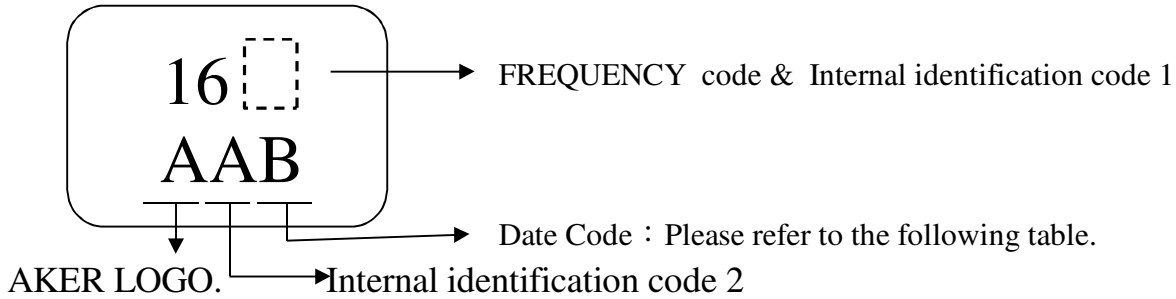 16
FREQUENCY code & Internal identification code 1
AAB
Date Code：Please refer to the following table.
AKER LOGO.
Internal identification code 2